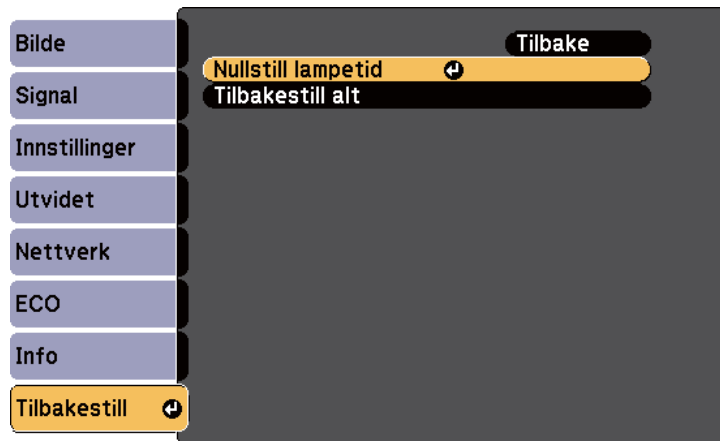 Bilde
Signal
Innstillinger
Utvidet
Nettverk
ECO
Info
Tilbakestill
Tilbake
Nullstill lampetid
Tilbakestill alt